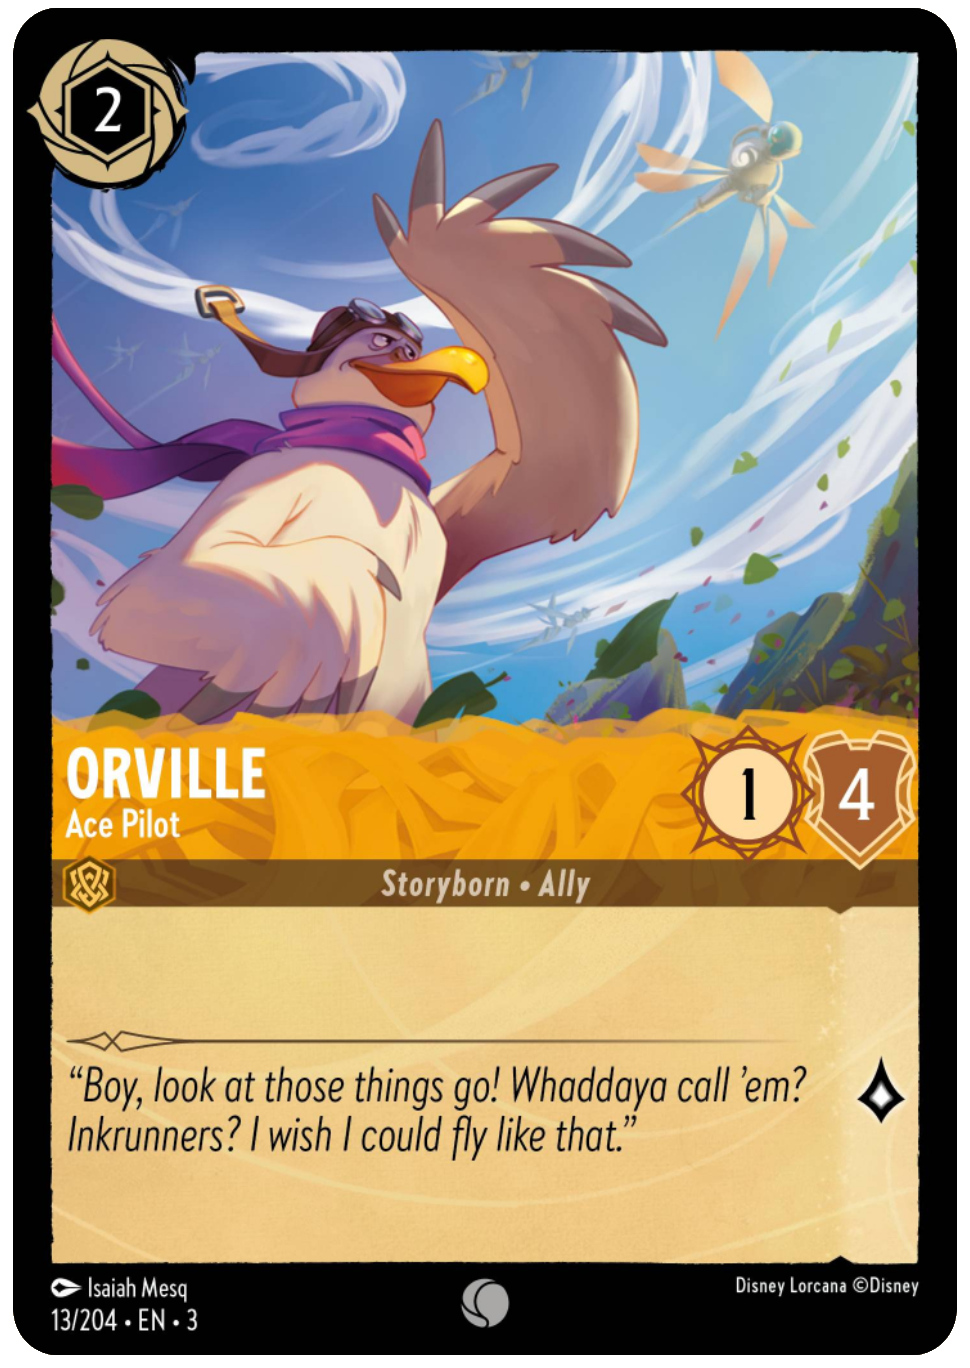 2
ORVILLE
Ace Pilot
1
4
Storyborn • Ally
“Boy, look at those things go! Whaddaya call ’em?
Inkrunners? I wish I could fly like that.”
Isaiah Mesq
Disney Lorcana ©Disney
13/204 • EN • 3